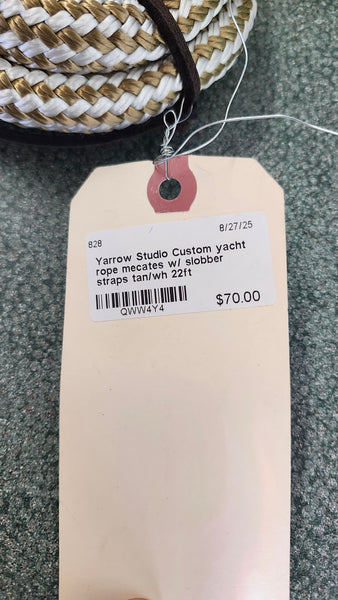 828 8/27/25
Yarrow Studio Custom yacht
rope mecates w/ slobber
straps tan/wh 22ft
QWW4Y4 $70.00